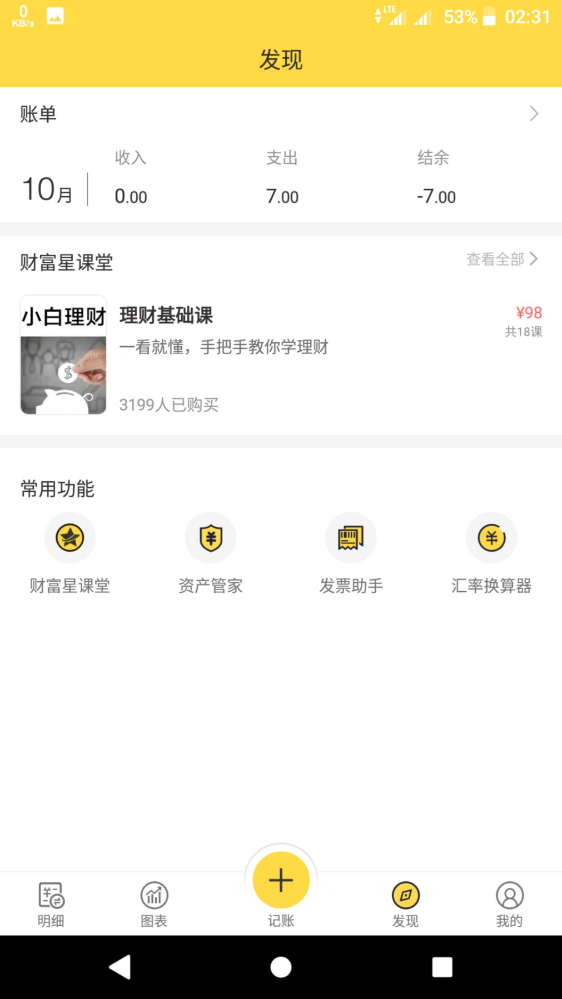 0
KB/s
LTE
53%
02:31
发现
账单
10月
收入
支出
结余
0.00
7.00
-7.00
财富星课堂
查看全部
小白理财
$
理财基础课
¥98
共18课
一看就懂，手把手教你学理财
3199人已购买
常用功能
财富星课堂
资产管家
发票助手
汇率换算器
明细
图表
记账
发现
我的